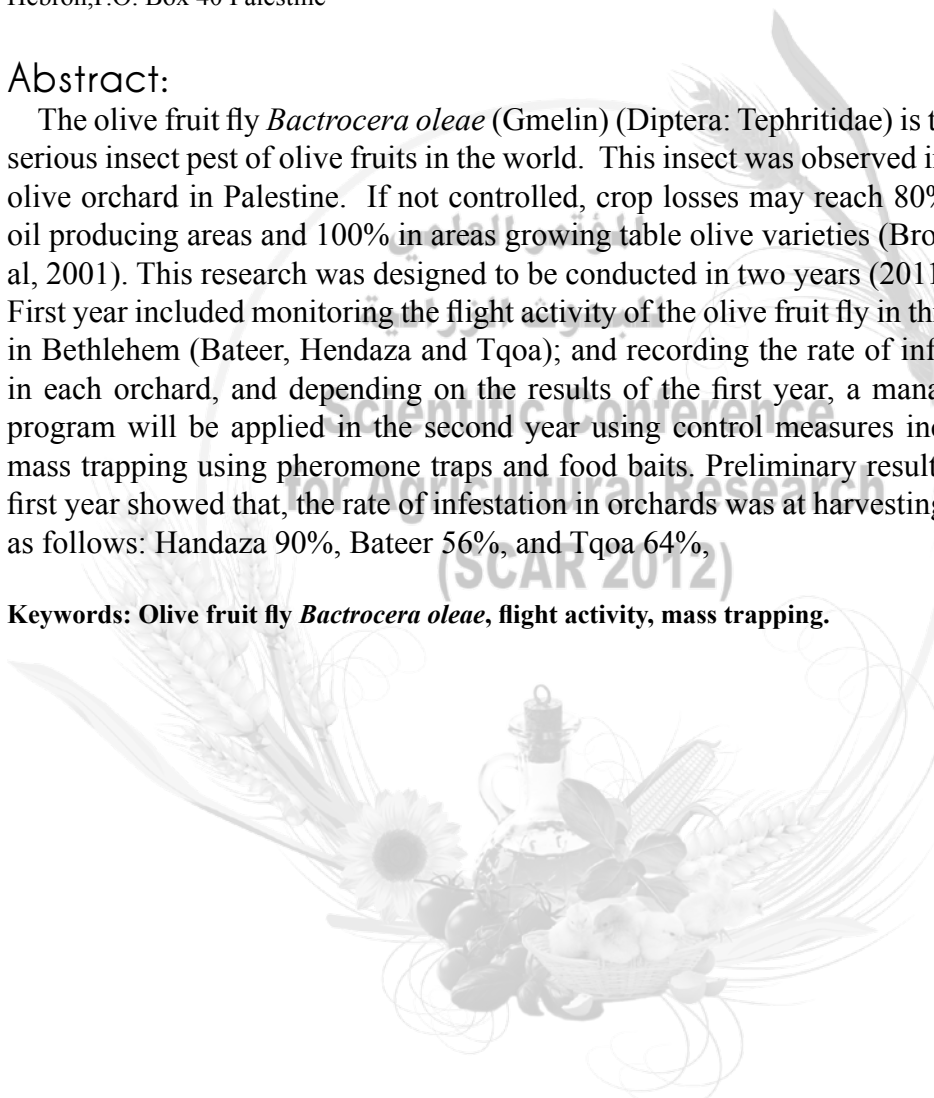 Hebron,P.O. Box 40 Palestine
Abstract:
The olive fruit fly Bactrocera oleae (Gmelin) (Diptera: Tephritidae) is t
serious insect pest of olive fruits in the world. This insect was observed i
olive orchard in Palestine. If not controlled, crop losses may reach 80%
oil producing areas and 100% in areas growing table olive varieties (Bro
al, 2001). This research was designed to be conducted in two years (2011
First year included monitoring the flight activity of the olive fruit fly in th
in Bethlehem (Bateer, Hendaza and Tqoa); and recording the rate of inf
in each orchard, and depending on the results of the first year, a mana
program will be applied in the second year using control measures in
mass trapping using pheromone traps and food baits. Preliminary result
first year showed that, the rate of infestation in orchards was at harvesting
as follows: Handaza 90%, Bateer 56%, and Tqoa 64%,
Keywords: Olive fruit fly Bactrocera oleae, flight activity, mass trapping.
المؤتمر العلمي
للبحوث الزراعية
Scientific Conference
for Agricultural Research
(SCAR 2012)